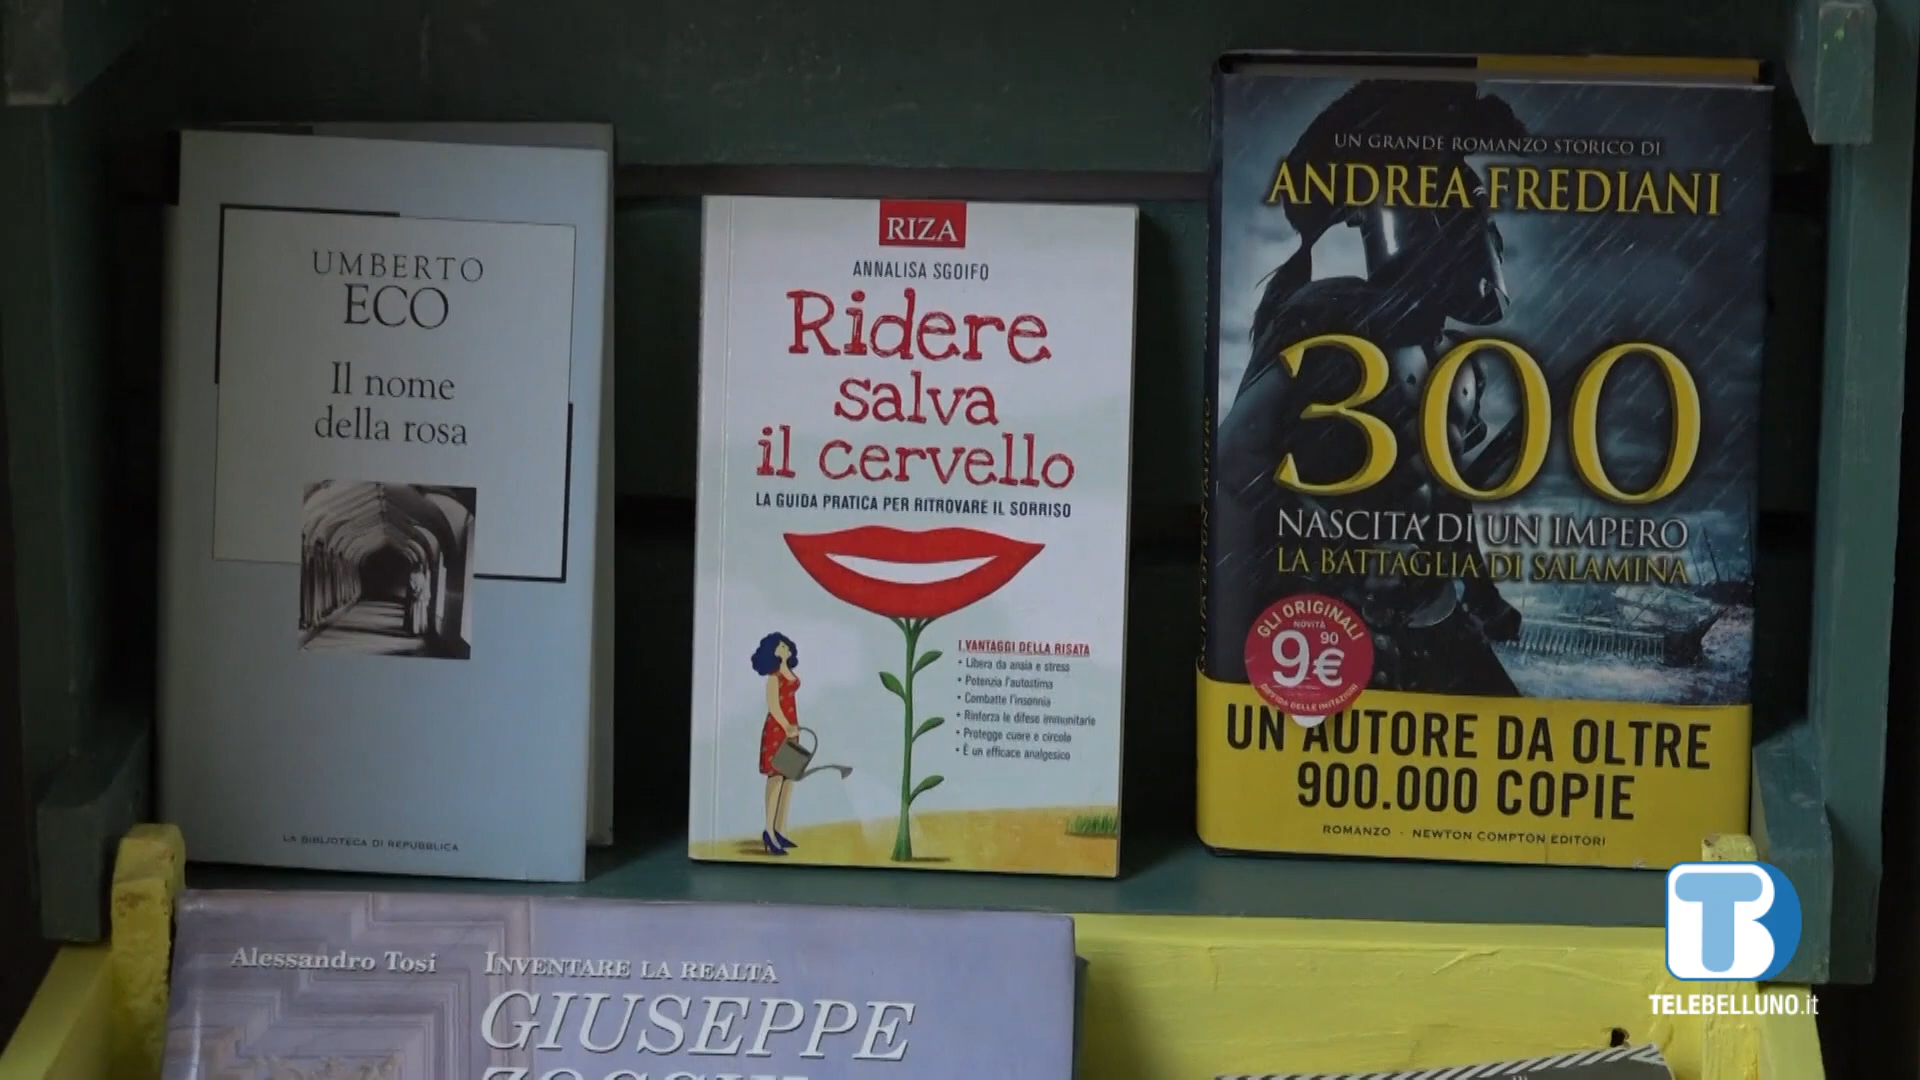 UMBERTO
ECO
Il nome
della rosa
LA BIBLIOTECA DI REPUBBLICA
RIZA
ANNALISA SGOIFO
Ridere
salva
il cervello
LA GUIDA PRATICA PER RITROVARE IL SORRISO
I VANTAGGI DELLA RISATA
• Libera da ansia e stress
• Potenzia l'autostima
• Combatte l'insonnia
• Rinforza le difese immunitarie
• Protegge cuore e circolo
• È un efficace analgesico
UN GRANDE ROMANZO STORICO DI
ANDREA FREDIANI
300
NASCITA DI UN IMPERO
LA BATTAGLIA DI SALAMINA
GLI ORIGINALI
NOVITÀ
9,90 €
DELLE IMITAZIONI
UN AUTORE DA OLTRE
900.000 COPIE
ROMANZO · NEWTON COMPTON EDITORI
Alessandro Tosi
INVENTARE LA REALTÀ
GIUSEPPE
TB
TELEBELLUNO.it